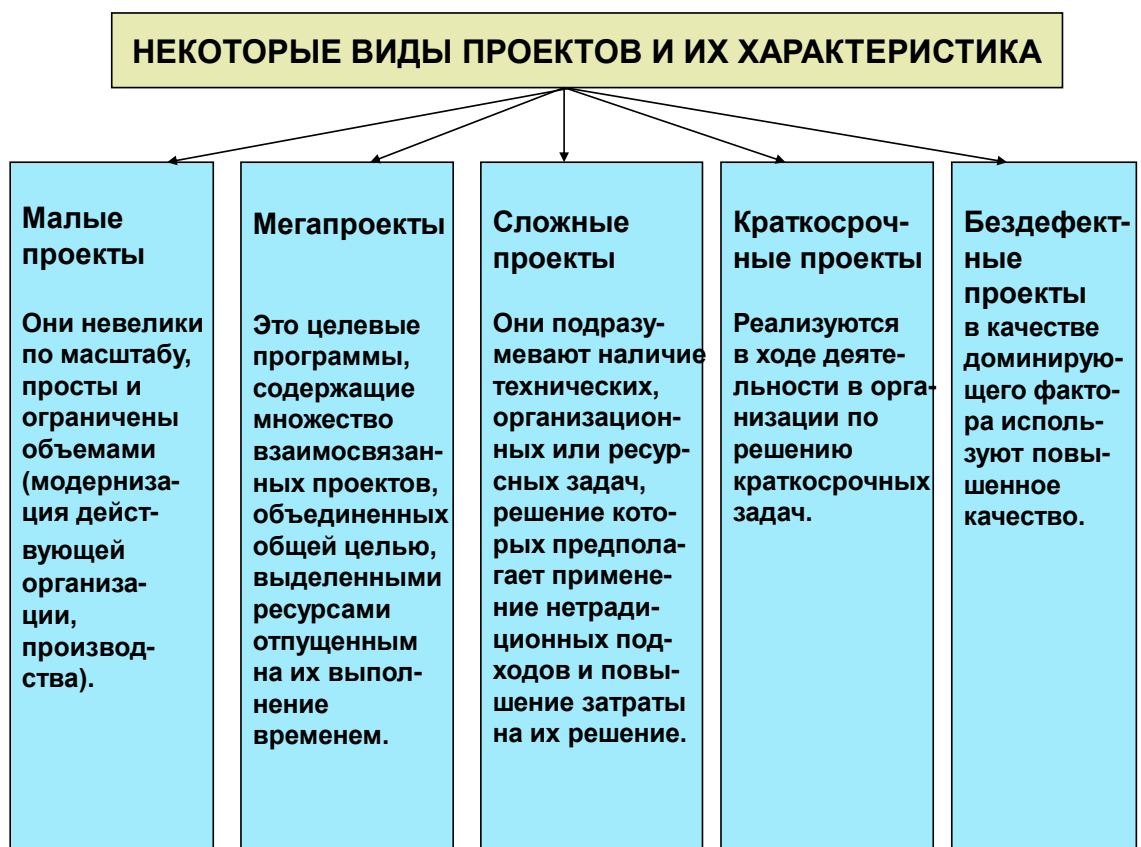 НЕКОТОРЫЕ ВИДЫ ПРОЕКТОВ И ИХ ХАРАКТЕРИСТИКА
Малые
проекты
Они невелики
по масштабу,
просты и
ограничены
объемами
(модерниза-
ция дейст-
вующей
организа-
ции,
производ-
ства).
Мегапроекты
Это целевые
программы,
содержащие
множество
взаимосвязан-
ных проектов,
объединенных
общей целью,
выделенными
ресурсами
отпущенным
на их выпол-
нение
временем.
Сложные
проекты
Они подразу-
мевают наличие
технических,
организацион-
ных или ресур-
сных задач,
решение кото-
рых предпола-
гает примене-
ние нетради-
ционных под-
ходов и повы-
шение затраты
на их решение.
Краткосроч-
ные проекты
Реализуются
в ходе деяте-
льности в орга-
низации по
решению
краткосрочных
задач.
Бездефект-
ные
проекты
в качестве
доминирую-
щего факто-
ра исполь-
зуют повы-
шенное
качество.